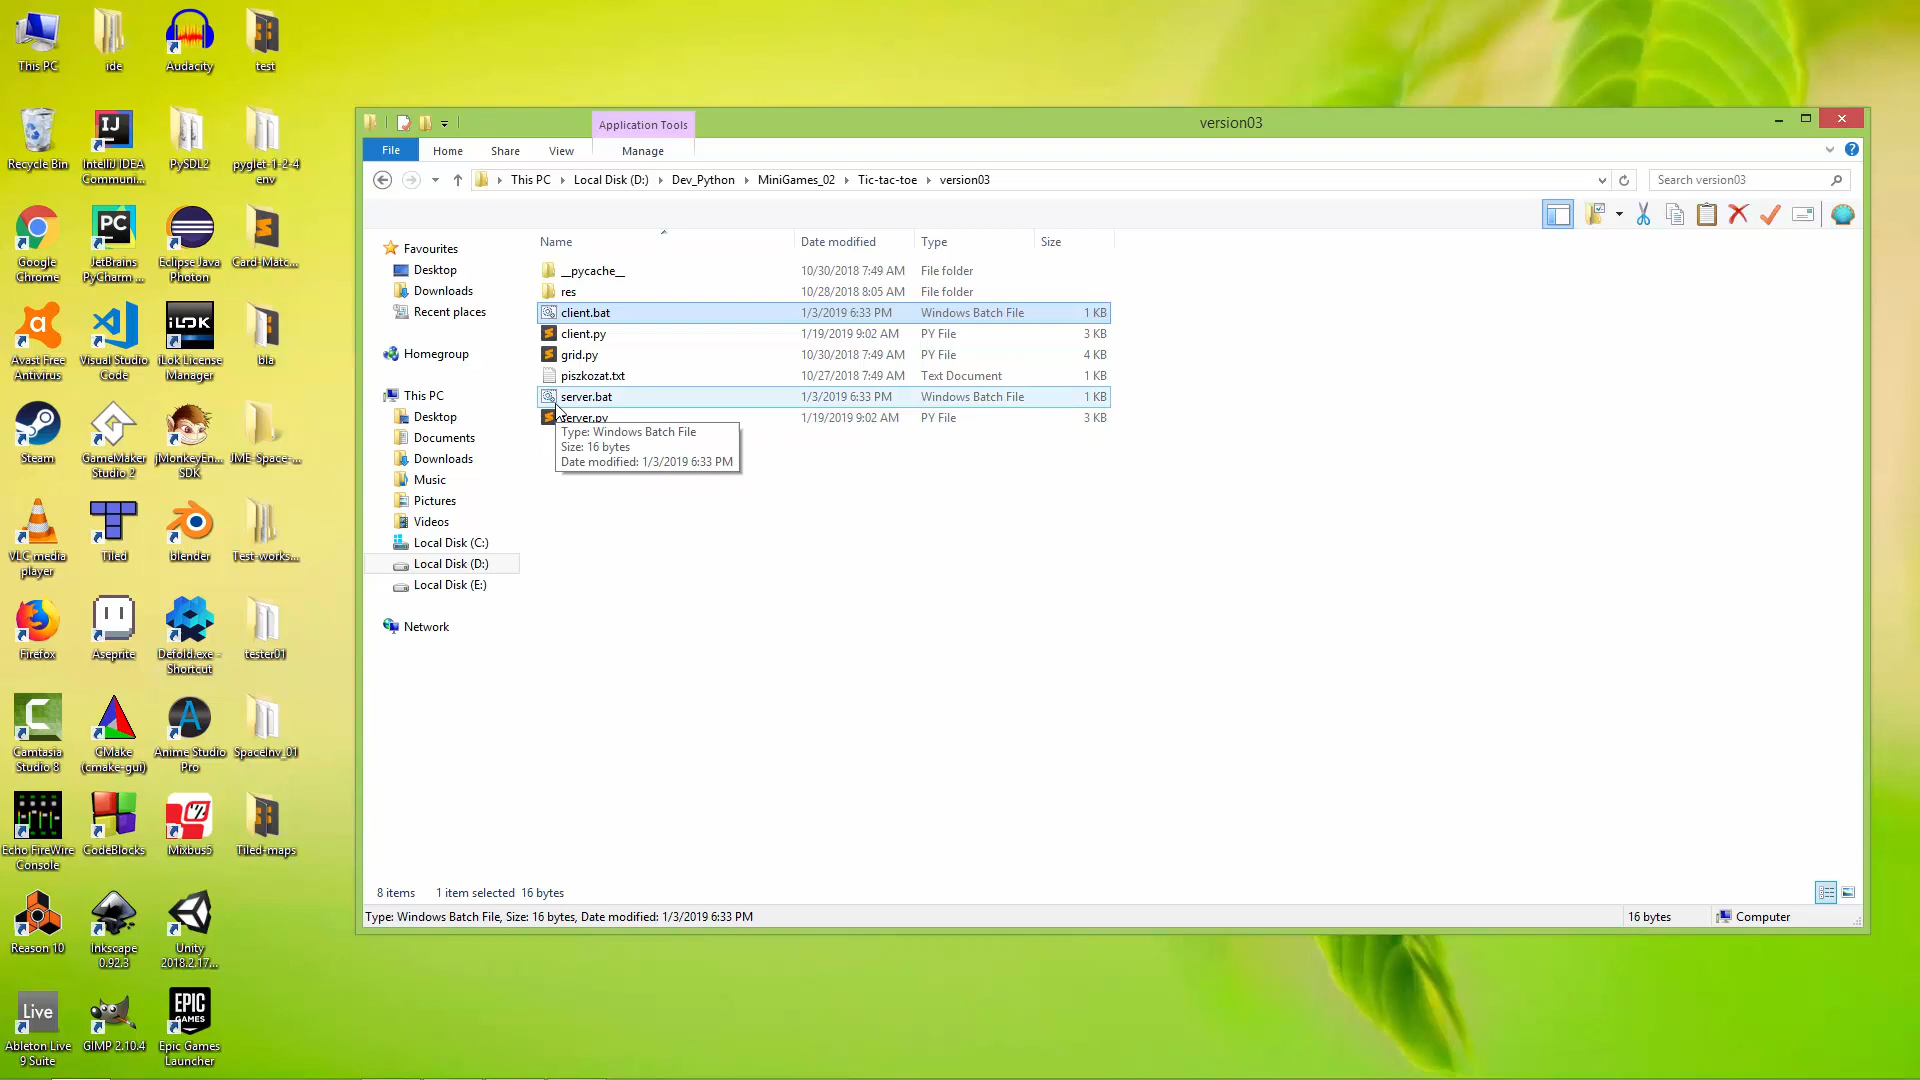 This PC
ide
Audacity
test
Recycle Bin
IntelliJ IDEA
Communi...
PySDL2
pyglet-1-2-4
env
Google
Chrome
JetBrains
PyCharm ...
Eclipse Java
Photon
Card-Matc...
Avast Free
Antivirus
Visual Studio
Code
iLok License
Manager
bla
Steam
GameMaker
Studio 2
jMonkeyEn...
SDK
JME-Space-...
VLC media
player
Tiled
blender
Test-works...
Firefox
Aseprite
Defold.exe -
Shortcut
tester01
Camtasia
Studio 8
CMake
(cmake-gui)
Anime Studio
Pro
SpaceInv_01
Echo FireWire
Console
CodeBlocks
Mixbus5
Tiled-maps
Reason 10
Inkscape
0.92.3
Unity
2018.2.17...
Live
Ableton Live
9 Suite
GIMP 2.10.4
EPIC
GAMES
Epic Games
Launcher
IJ
PC
iLOK
Application Tools
version03
File
Home
Share
View
Manage
This PC
Local Disk (D:)
Dev_Python
MiniGames_02
Tic-tac-toe
version03
Search version03
Favourites
Desktop
Downloads
Recent places
Homegroup
This PC
Desktop
Documents
Downloads
Music
Pictures
Videos
Local Disk (C:)
Local Disk (D:)
Local Disk (E:)
Network
Name Date modified Type Size
__pycache__ 10/30/2018 7:49 AM File folder
res 10/28/2018 8:05 AM File folder
client.bat 1/3/2019 6:33 PM Windows Batch File 1 KB
client.py 1/19/2019 9:02 AM PY File 3 KB
grid.py 10/30/2018 7:49 AM PY File 4 KB
piszkozat.txt 10/27/2018 7:49 AM Text Document 1 KB
server.bat 1/3/2019 6:33 PM Windows Batch File 1 KB
server.py 1/19/2019 9:02 AM PY File 3 KB
Type: Windows Batch File
Size: 16 bytes
Date modified: 1/3/2019 6:33 PM
8 items 1 item selected 16 bytes
Type: Windows Batch File, Size: 16 bytes, Date modified: 1/3/2019 6:33 PM
16 bytes
Computer